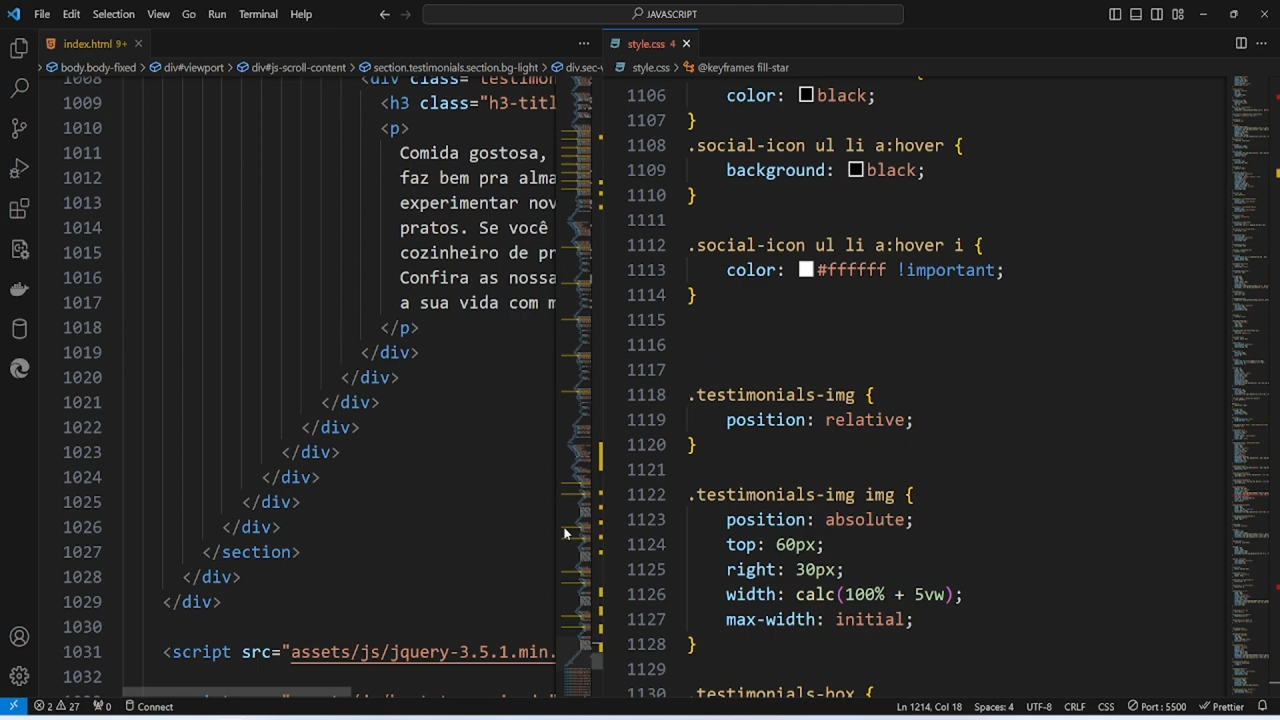 File Edit Selection View Go Run Terminal Help
JAVASCRIPT
index.html 9+
body.body-fixed > div#viewport > div#js-scroll-content > section.testimonials.section.bg-light > div.sec-
1008 <div class="testimon
1009 <h3 class="h3-titl
1010 <p>
1011 Comida gostosa,
1012 faz bem pra alma
1013 experimentar nov
1014 pratos. Se você
1015 cozinheiro de pr
1016 Confira as nossa
1017 a sua vida com m
1018 </p>
1019 </div>
1020 </div>
1021 </div>
1022 </div>
1023 </div>
1024 </div>
1025 </div>
1026 </div>
1027 </section>
1028 </div>
1029 </div>
1030
1031 <script src="assets/js/jquery-3.5.1.min.
1032
style.css 4
style.css > @keyframes fill-star
1106 color: black;
1107 }
1108 .social-icon ul li a:hover {
1109 background: black;
1110 }
1111
1112 .social-icon ul li a:hover i {
1113 color: #ffffff !important;
1114 }
1115
1116
1117
1118 .testimonials-img {
1119 position: relative;
1120 }
1121
1122 .testimonials-img img {
1123 position: absolute;
1124 top: 60px;
1125 right: 30px;
1126 width: calc(100% + 5vw);
1127 max-width: initial;
1128 }
1129
1130 .testimonials-box {
2 27 0 Connect
Ln 1214, Col 18 Spaces: 4 UTF-8 CRLF CSS Port : 5500 Prettier